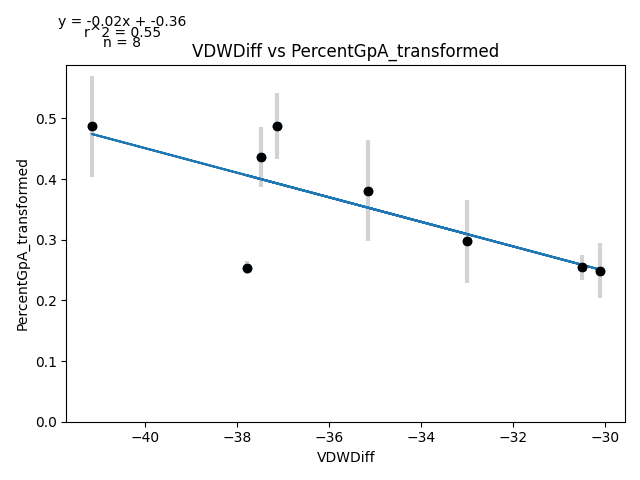 y = -0.02x + -0.36
r^2 = 0.55
n = 8
VDWDiff vs PercentGpA_transformed
PercentGpA_transformed
0.5
0.4
0.3
0.2
0.1
0.0
−40
−38
−36
−34
−32
−30
VDWDiff